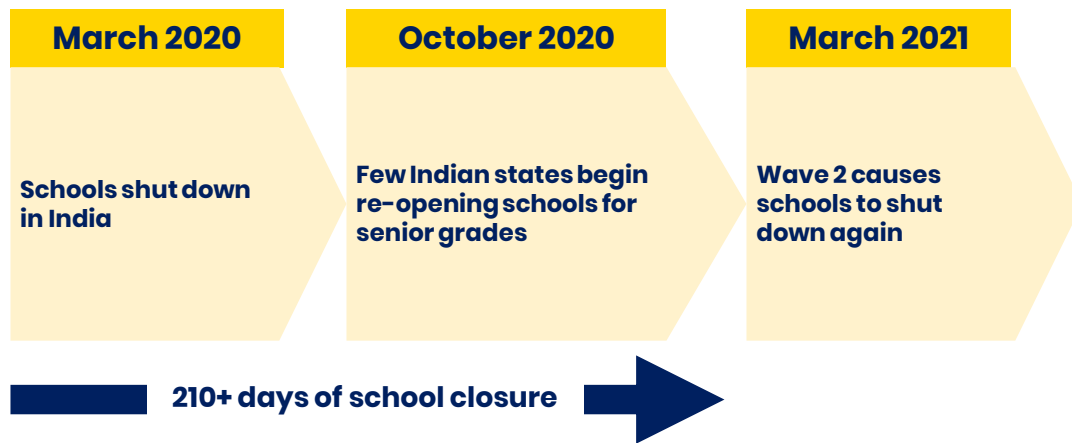 March 2020
Schools shut down
in India
October 2020
Few Indian states begin
re-opening schools for
senior grades
March 2021
Wave 2 causes
schools to shut
down again
210+ days of school closure